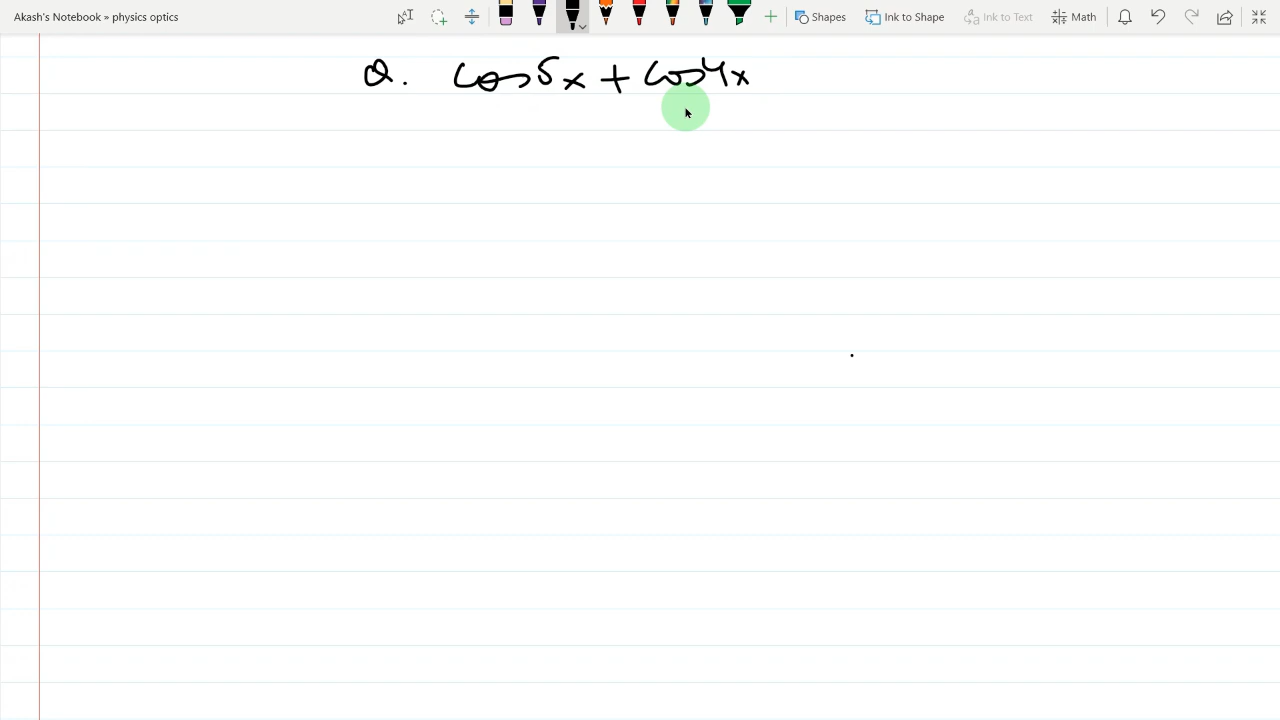 Akash's Notebook » physics optics
Shapes
Ink to Shape
Ink to Text
Math
Q. cos5x + cos4x